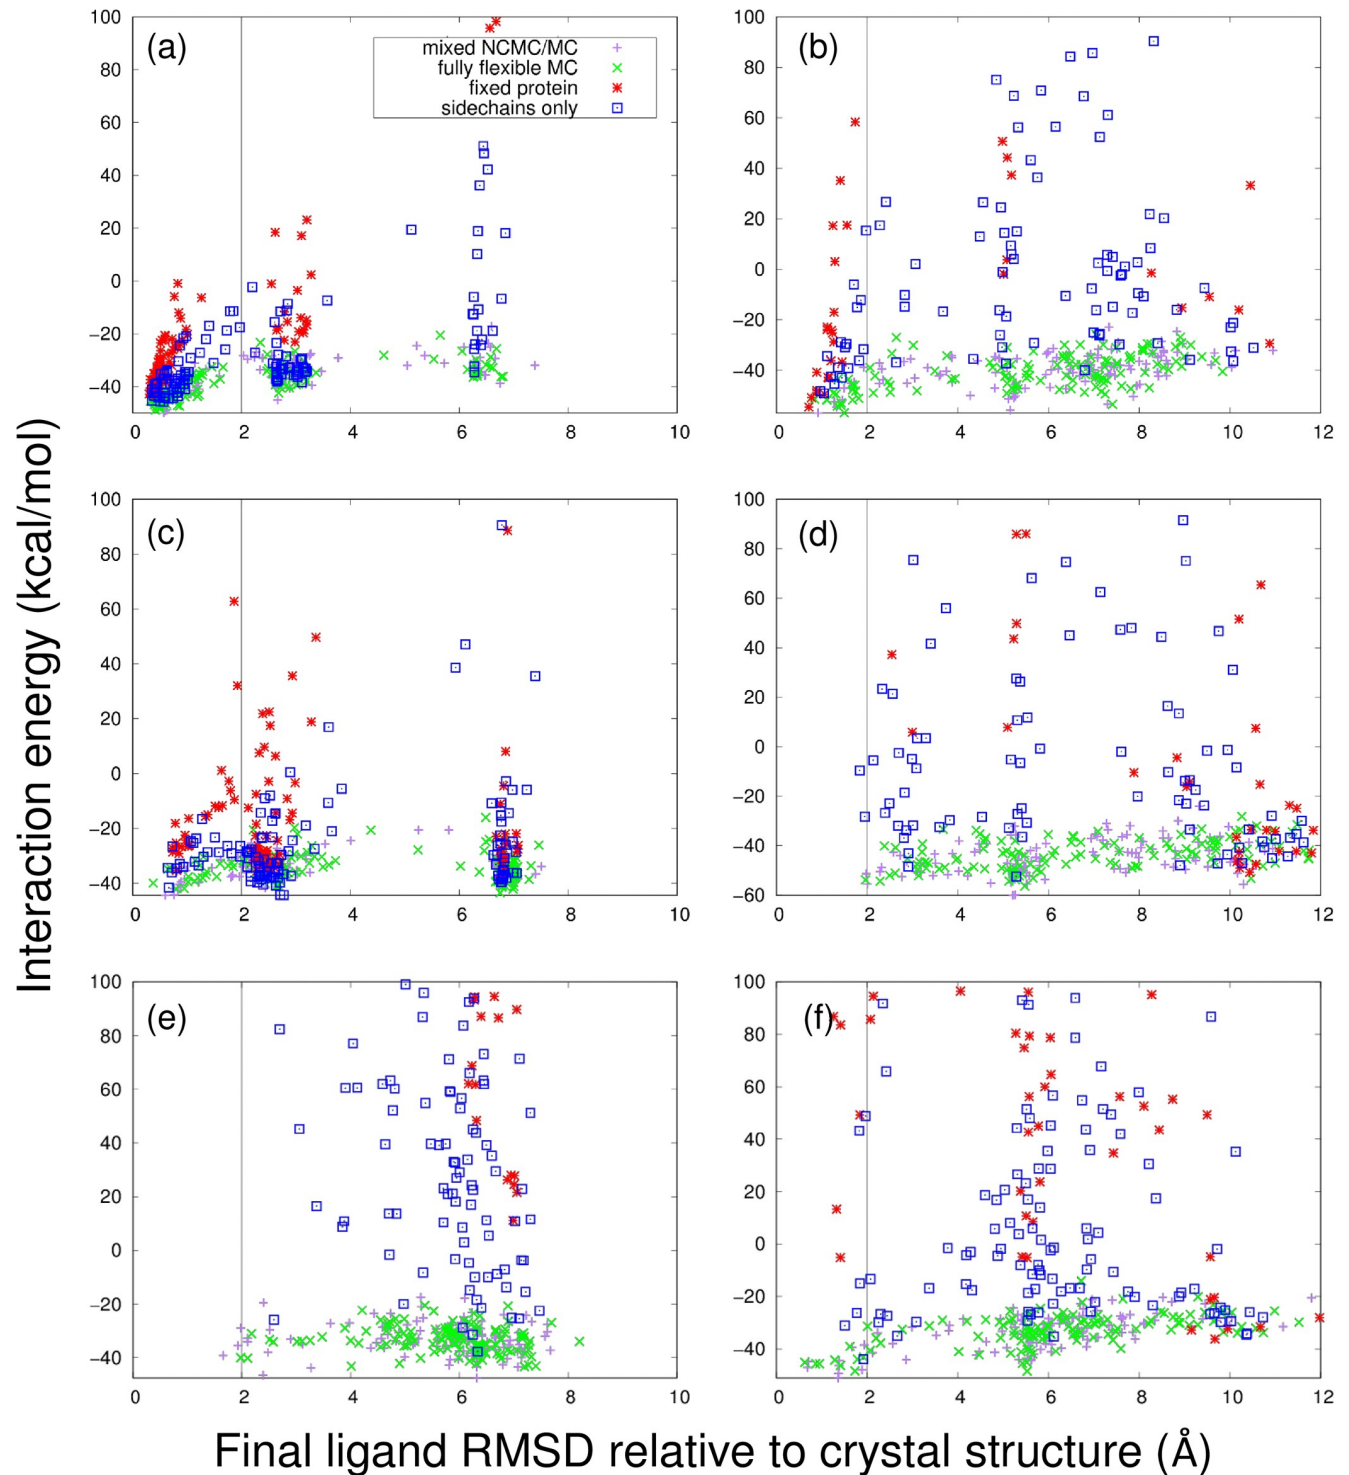 Interaction energy (kcal/mol)
(a)
mixed NCMC/MC
fully flexible MC
fixed protein
sidechains only
100
80
60
40
20
0
−20
−40
0 2 4 6 8 10
(b)
100
80
60
40
20
0
−20
−40
0 2 4 6 8 10 12
(c)
100
80
60
40
20
0
−20
−40
0 2 4 6 8 10
(d)
100
80
60
40
20
0
−20
−40
−60
0 2 4 6 8 10 12
(e)
100
80
60
40
20
0
−20
−40
0 2 4 6 8 10
(f)
100
80
60
40
20
0
−20
−40
0 2 4 6 8 10 12
Final ligand RMSD relative to crystal structure (Å)